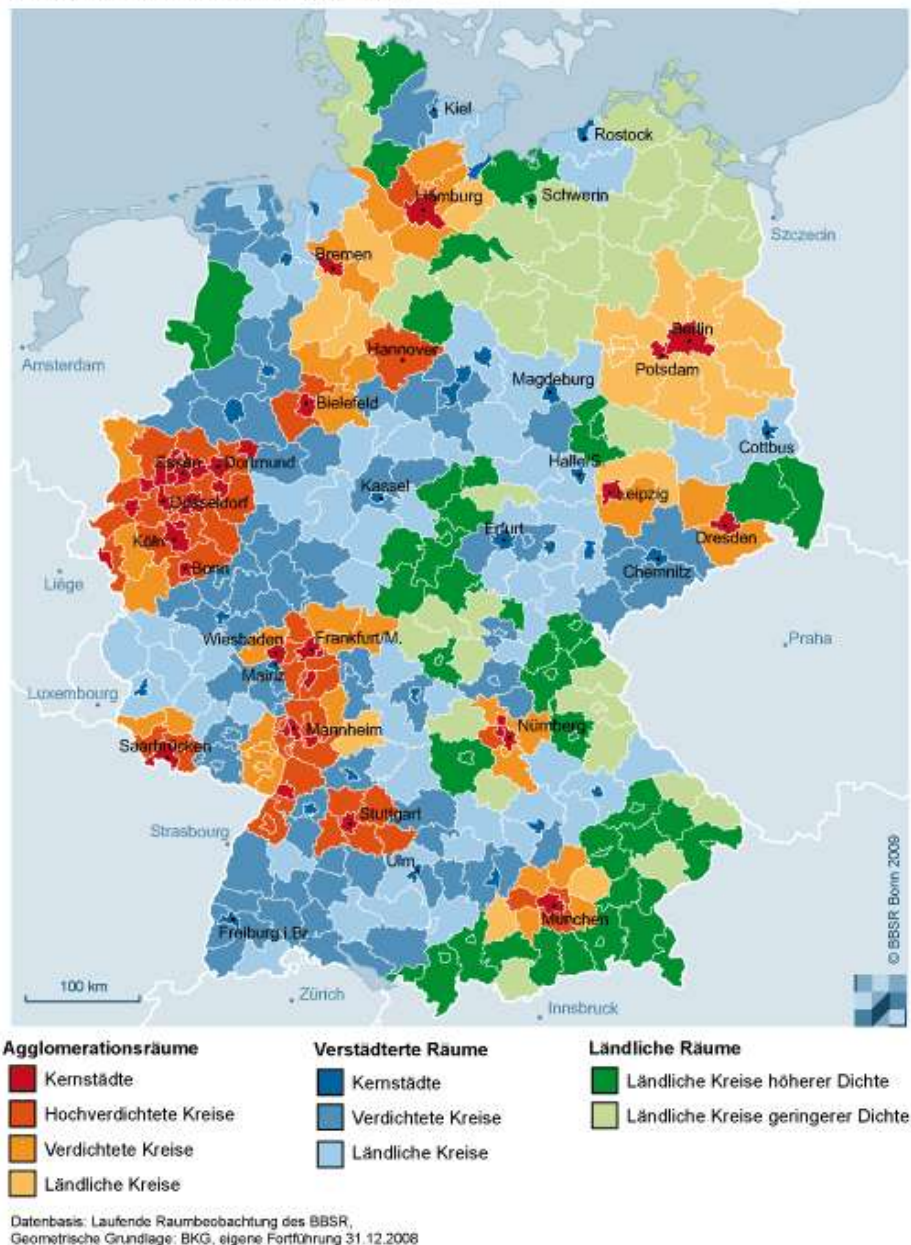 Kiel
Rostock
Hamburg
Schwerin
Szczecin
Bremen
Berlin
Amsterdam
Hannover
Potsdam
Magdeburg
Bielefeld
Cottbus
Essen
Dortmund
Halle/S.
Kassel
Leipzig
Düsseldorf
Erfurt
Köln
Dresden
Bonn
Chemnitz
Liège
Wiesbaden
Frankfurt/M.
Praha
Mainz
Luxembourg
Mannheim
Nürnberg
Saarbrücken
Stuttgart
Strasbourg
Ulm
München
Freiburg i.Br.
© BBSR Bonn 2009
100 km
Zürich
Innsbruck
Agglomerationsräume
Kernstädte
Hochverdichtete Kreise
Verdichtete Kreise
Ländliche Kreise
Verstädterte Räume
Kernstädte
Verdichtete Kreise
Ländliche Kreise
Ländliche Räume
Ländliche Kreise höherer Dichte
Ländliche Kreise geringerer Dichte
Datenbasis: Laufende Raumbeobachtung des BBSR,
Geometrische Grundlage: BKG, eigene Fortführung 31.12.2008